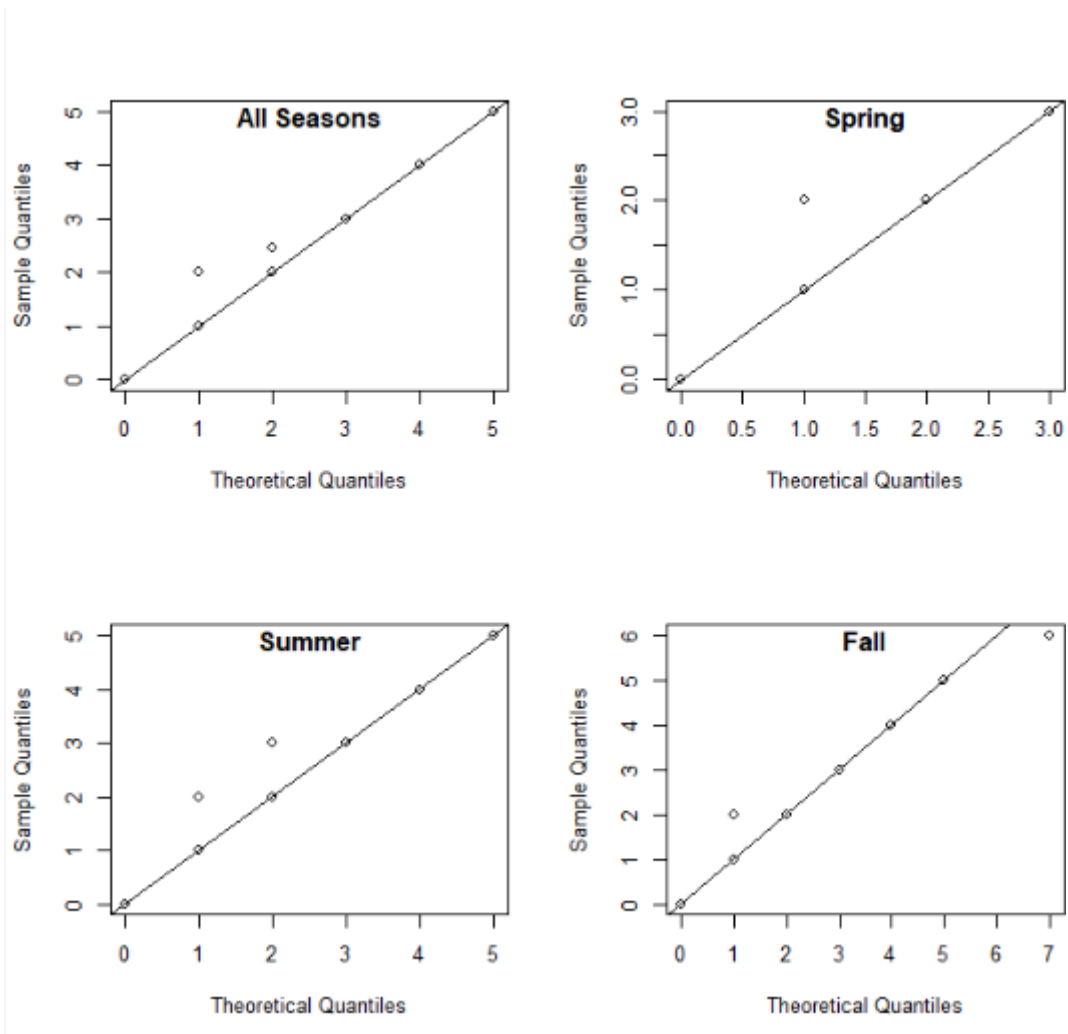 All Seasons
Sample Quantiles
5
4
3
2
1
0
0 1 2 3 4 5
Theoretical Quantiles
Spring
Sample Quantiles
3.0
2.0
1.0
0.0
0.0 0.5 1.0 1.5 2.0 2.5 3.0
Theoretical Quantiles
Summer
Sample Quantiles
5
4
3
2
1
0
0 1 2 3 4 5
Theoretical Quantiles
Fall
Sample Quantiles
6
5
4
3
2
1
0
0 1 2 3 4 5 6 7
Theoretical Quantiles